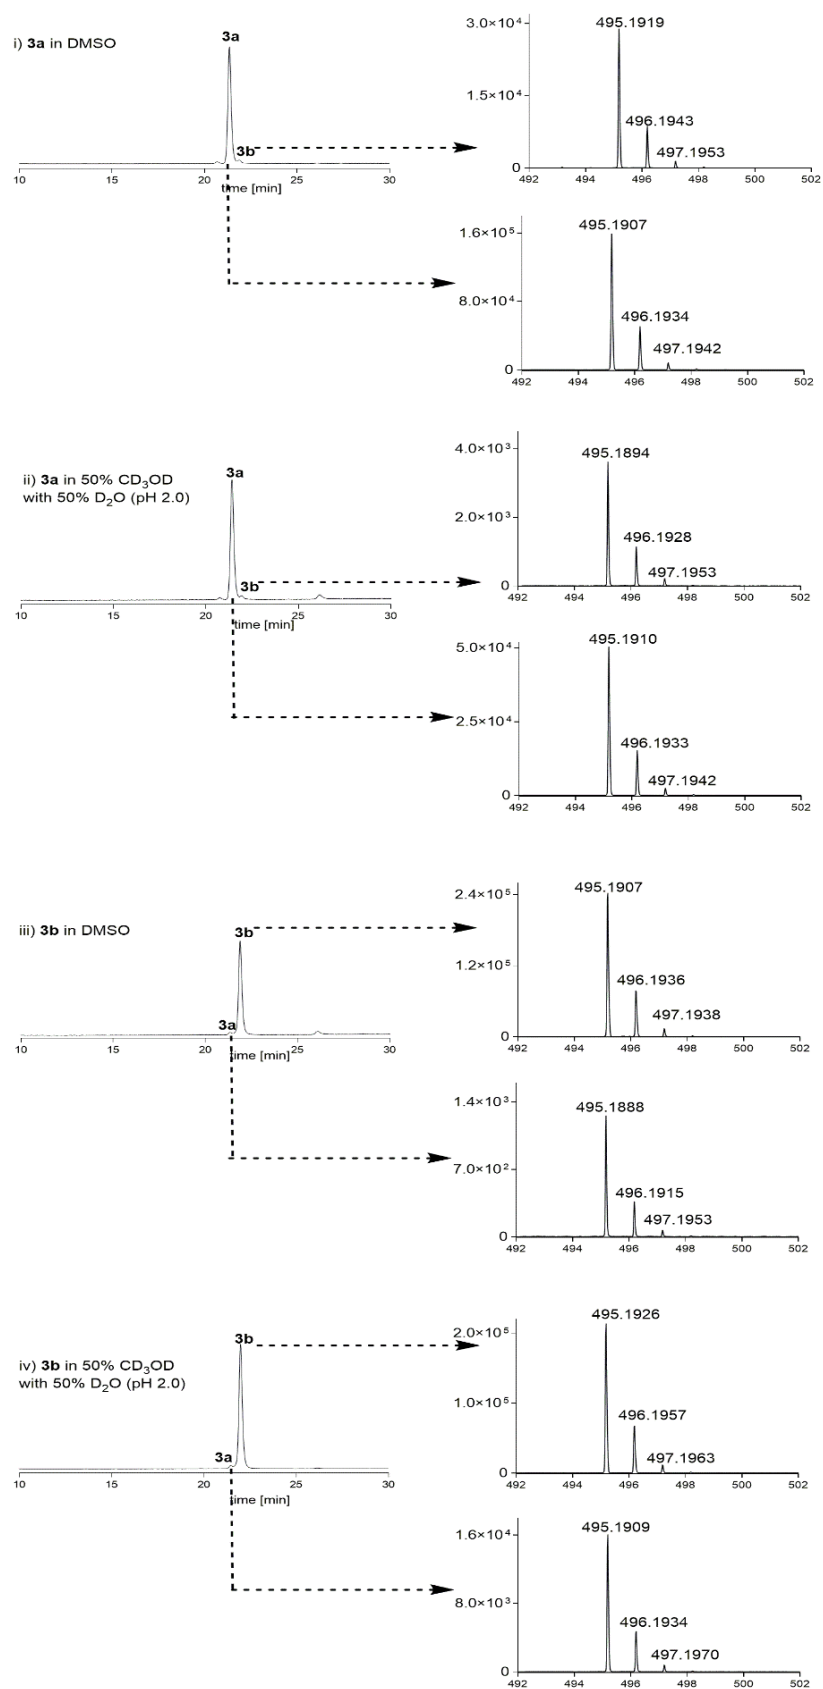 i) 3a in DMSO
3a
3b
10 15 20 25 30
time [min]
3.0×10⁴
1.5×10⁴
0
495.1919
496.1943
497.1953
492 494 496 498 500 502
1.6×10⁵
8.0×10⁴
0
495.1907
496.1934
497.1942
492 494 496 498 500 502
ii) 3a in 50% CD₃OD
with 50% D₂O (pH 2.0)
3a
3b
10 15 20 25 30
time [min]
4.0×10³
2.0×10³
0
495.1894
496.1928
497.1953
492 494 496 498 500 502
5.0×10⁴
2.5×10⁴
0
495.1910
496.1933
497.1942
492 494 496 498 500 502
iii) 3b in DMSO
3b
3a
10 15 20 25 30
time [min]
2.4×10⁵
1.2×10⁵
0
495.1907
496.1936
497.1938
492 494 496 498 500 502
1.4×10³
7.0×10²
0
495.1888
496.1915
497.1953
492 494 496 498 500 502
iv) 3b in 50% CD₃OD
with 50% D₂O (pH 2.0)
3b
3a
10 15 20 25 30
time [min]
2.0×10⁵
1.0×10⁵
0
495.1926
496.1957
497.1963
492 494 496 498 500 502
1.6×10⁴
8.0×10³
0
495.1909
496.1934
497.1970
492 494 496 498 500 502